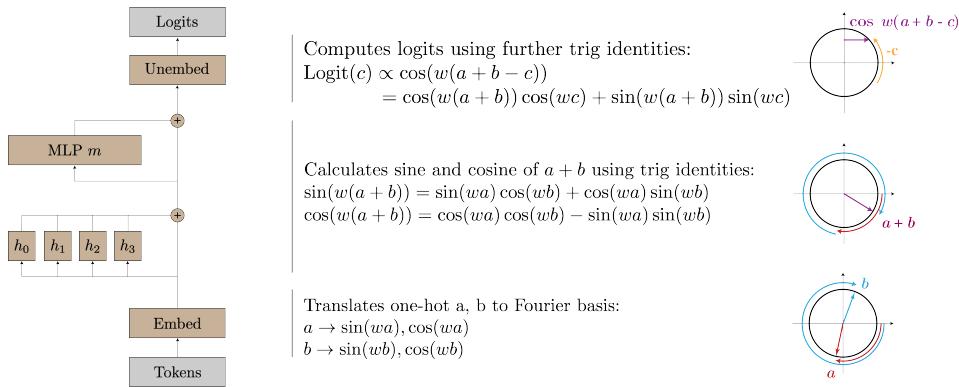 Logits
Unembed
+
MLP m
+
h₀ h₁ h₂ h₃
Embed
Tokens
Computes logits using further trig identities:
Logit(c) ∝ cos(w(a + b − c))
= cos(w(a + b)) cos(wc) + sin(w(a + b)) sin(wc)
Calculates sine and cosine of a + b using trig identities:
sin(w(a + b)) = sin(wa) cos(wb) + cos(wa) sin(wb)
cos(w(a + b)) = cos(wa) cos(wb) − sin(wa) sin(wb)
Translates one-hot a, b to Fourier basis:
a → sin(wa), cos(wa)
b → sin(wb), cos(wb)
cos w(a + b - c)
-c
a + b
b
a